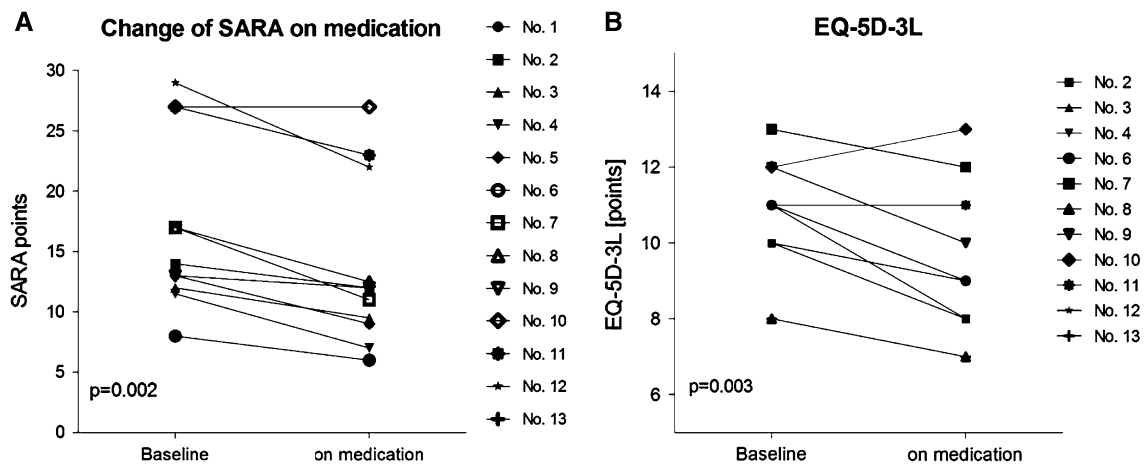 A
Change of SARA on medication
SARA points
30
25
20
15
10
5
0
p=0.002
Baseline
on medication
No. 1
No. 2
No. 3
No. 4
No. 5
No. 6
No. 7
No. 8
No. 9
No. 10
No. 11
No. 12
No. 13
B
EQ-5D-3L
EQ-5D-3L [points]
14
12
10
8
6
p=0.003
Baseline
on medication
No. 2
No. 3
No. 4
No. 6
No. 7
No. 8
No. 9
No. 10
No. 11
No. 12
No. 13